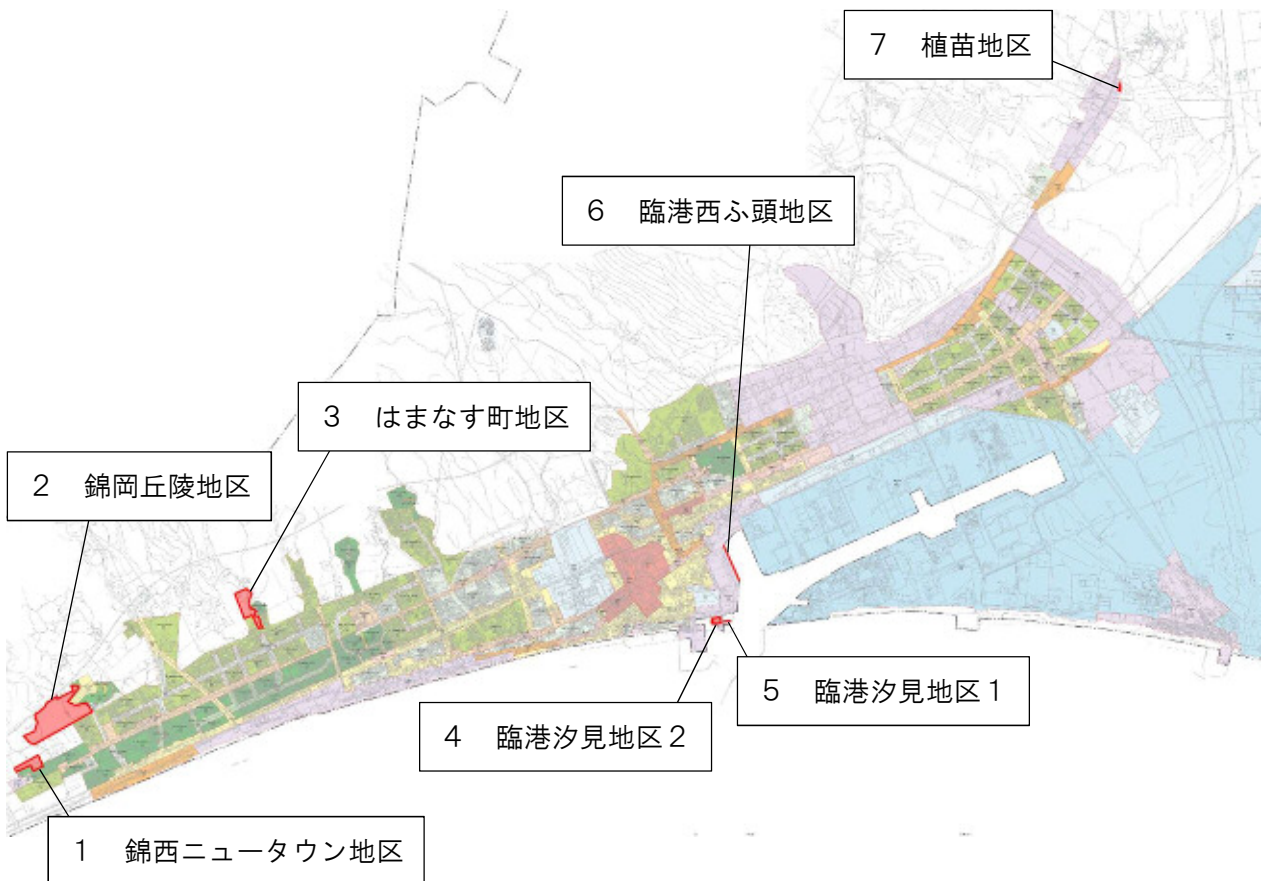 7 植苗地区
6 臨港西ふ頭地区
3 はまなす町地区
2 錦岡丘陵地区
5 臨港汐見地区1
4 臨港汐見地区2
1 錦西ニュータウン地区